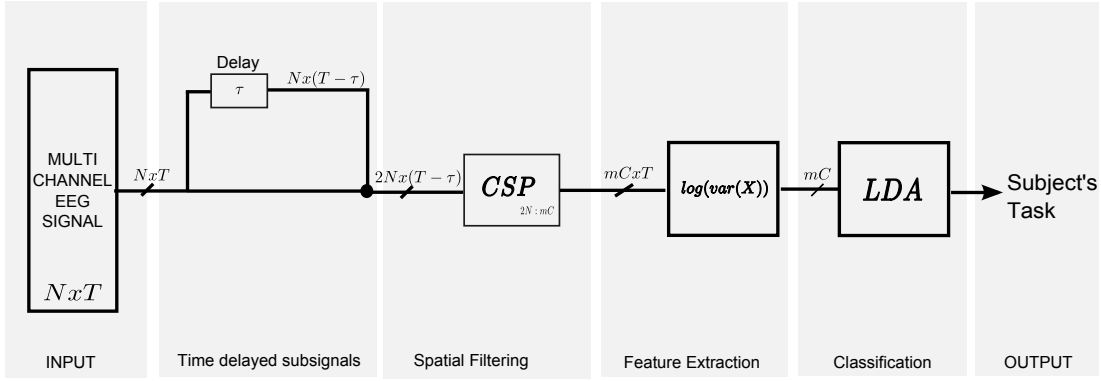 MULTI
CHANNEL
EEG
SIGNAL
NxT
INPUT
NxT
Delay
τ
Nx(T − τ)
Time delayed subsignals
2Nx(T − τ)
CSP
2N : mC
Spatial Filtering
mCxT
log(var(X))
Feature Extraction
mC
LDA
Classification
Subject's
Task
OUTPUT